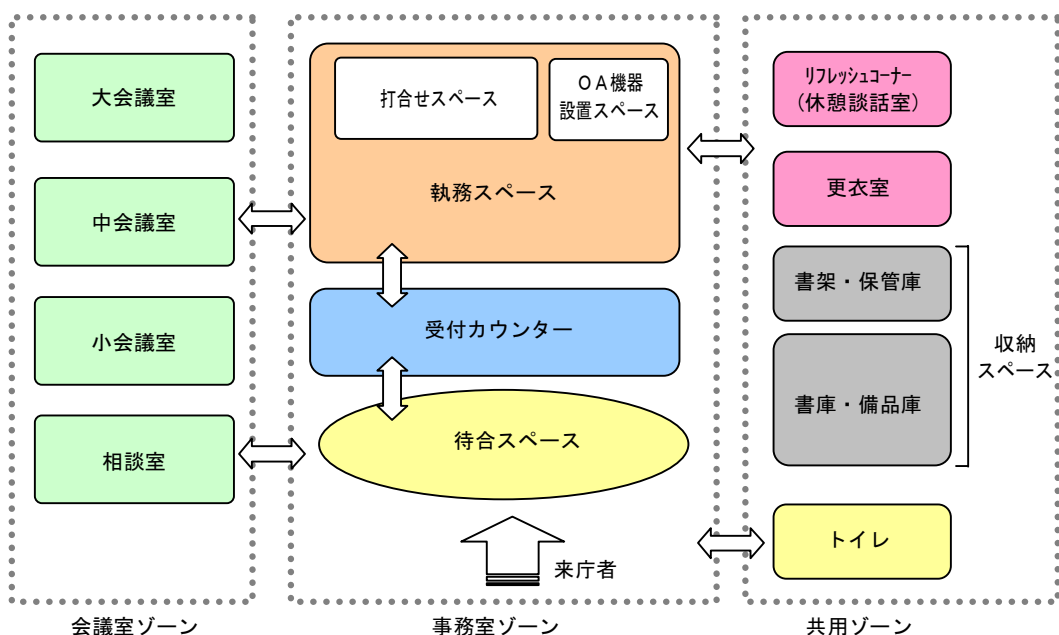 大会議室
中会議室
小会議室
相談室
会議室ゾーン
打合せスペース
ОA機器
設置スペース
執務スペース
受付カウンター
待合スペース
来庁者
事務室ゾーン
リフレッシュコーナー
(休憩談話室)
更衣室
書架・保管庫
書庫・備品庫
収納
スペース
トイレ
共用ゾーン